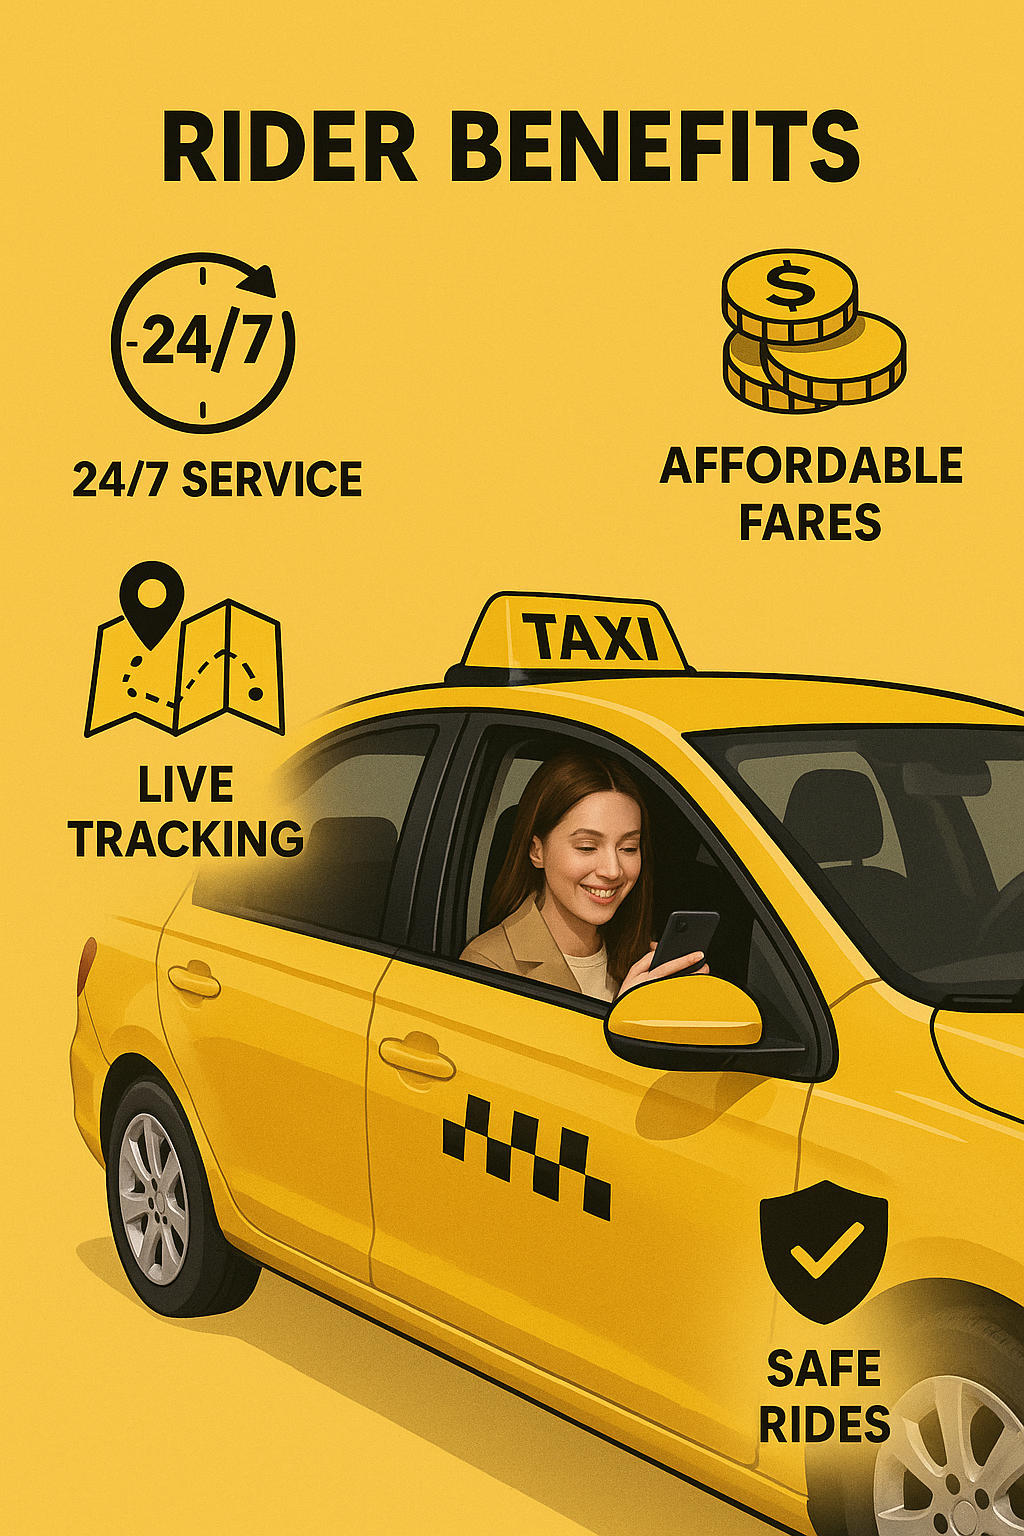 RIDER BENEFITS
-24/7
24/7 SERVICE
$
AFFORDABLE
FARES
LIVE
TRACKING
TAXI
SAFE
RIDES